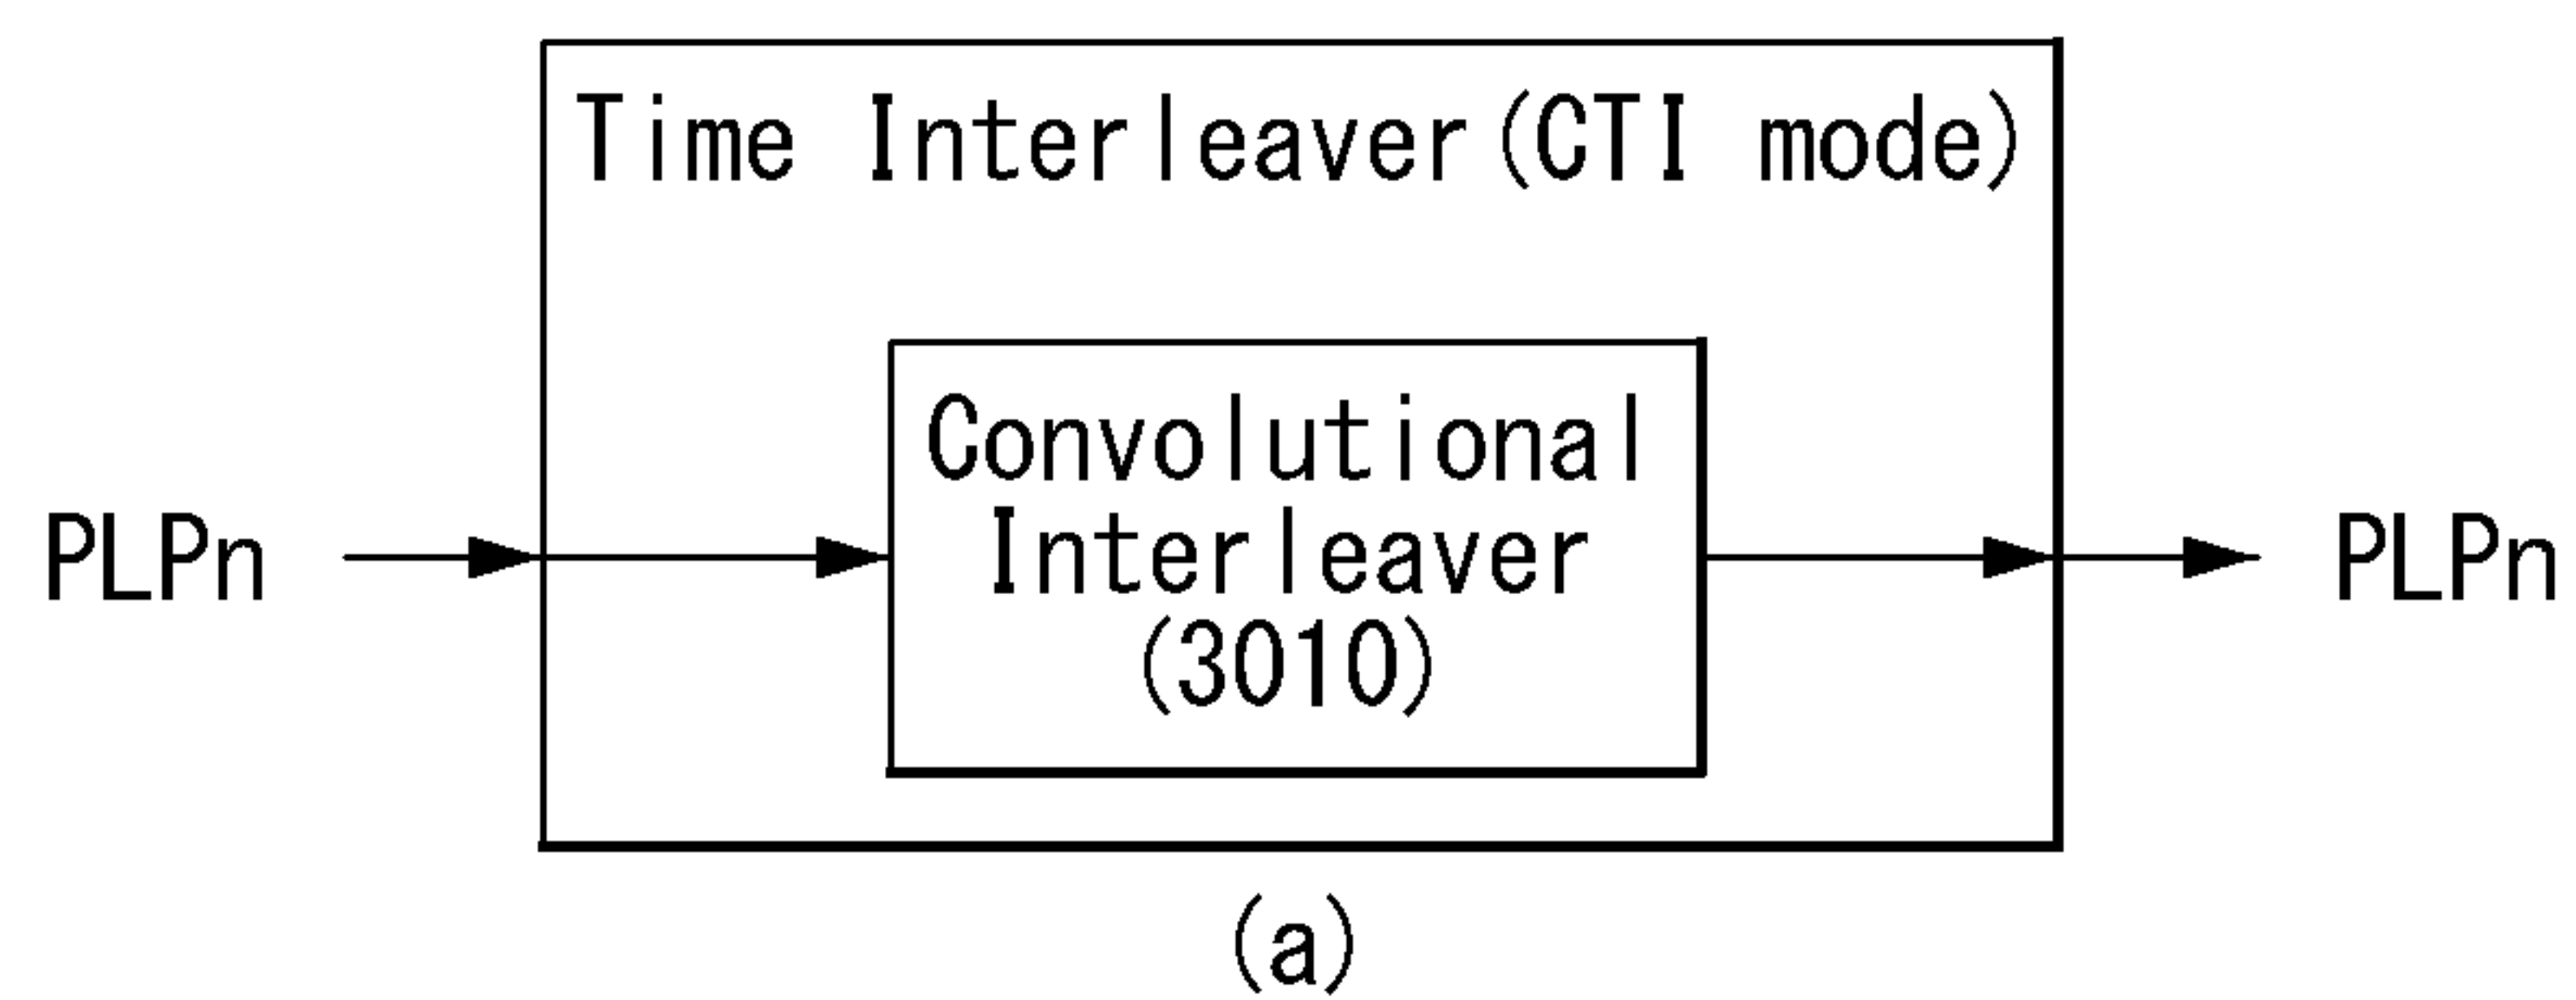 Time Interleaver(CTI mode)
Convolutional
Interleaver
(3010)
PLPn
PLPn
(a)